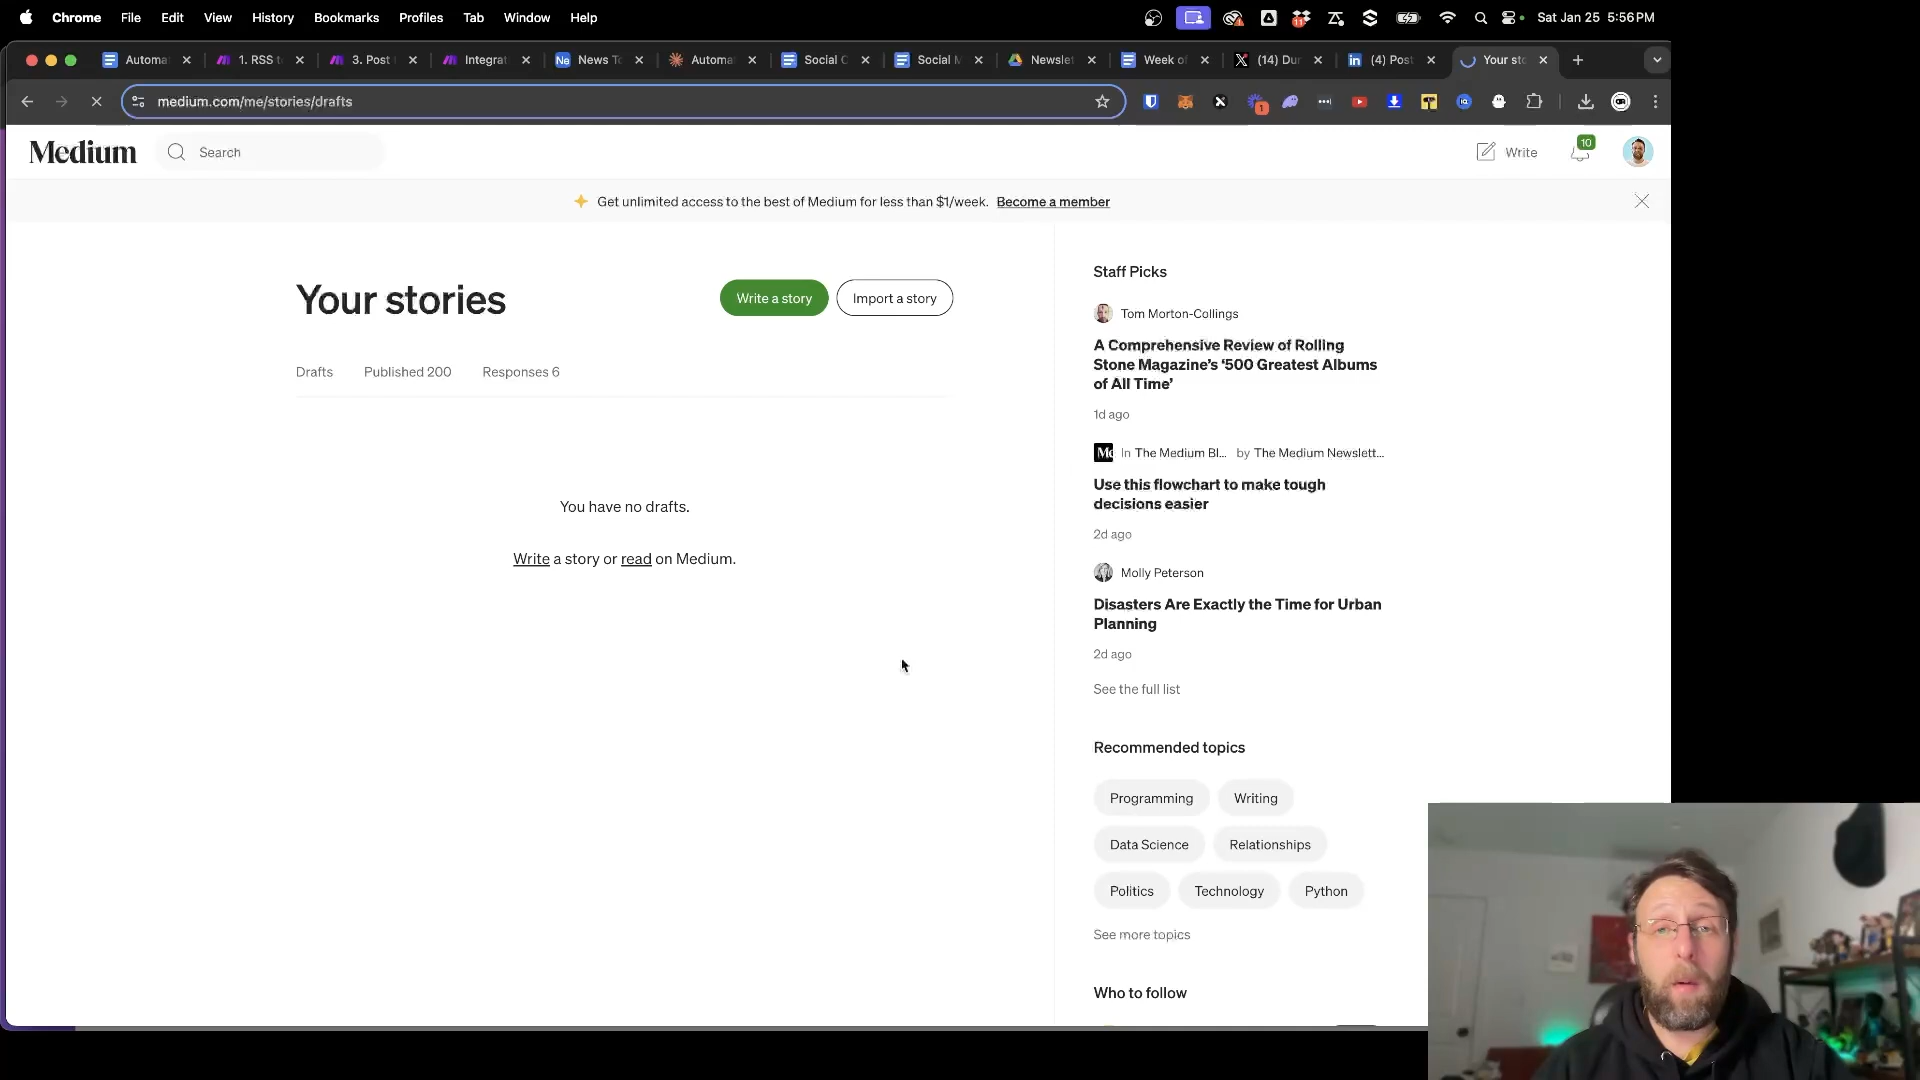 Chrome File Edit View History Bookmarks Profiles Tab Window Help
11
Sat Jan 25 5:56 PM
Automa
1. RSS t
3. Post
Integrat
News To
Automa
Social C
Social M
Newslet
Week of
(14) Dur
(4) Post
Your sto
medium.com/me/stories/drafts
1
Medium
Search
Write
10
Get unlimited access to the best of Medium for less than $1/week. Become a member
Your stories
Write a story
Import a story
Drafts
Published 200
Responses 6
You have no drafts.
Write a story or read on Medium.
Staff Picks
Tom Morton-Collings
A Comprehensive Review of Rolling
Stone Magazine's ‘500 Greatest Albums
of All Time’
1d ago
In The Medium Bl... by The Medium Newslett...
Use this flowchart to make tough
decisions easier
2d ago
Molly Peterson
Disasters Are Exactly the Time for Urban
Planning
2d ago
See the full list
Recommended topics
Programming
Writing
Data Science
Relationships
Politics
Technology
Python
See more topics
Who to follow